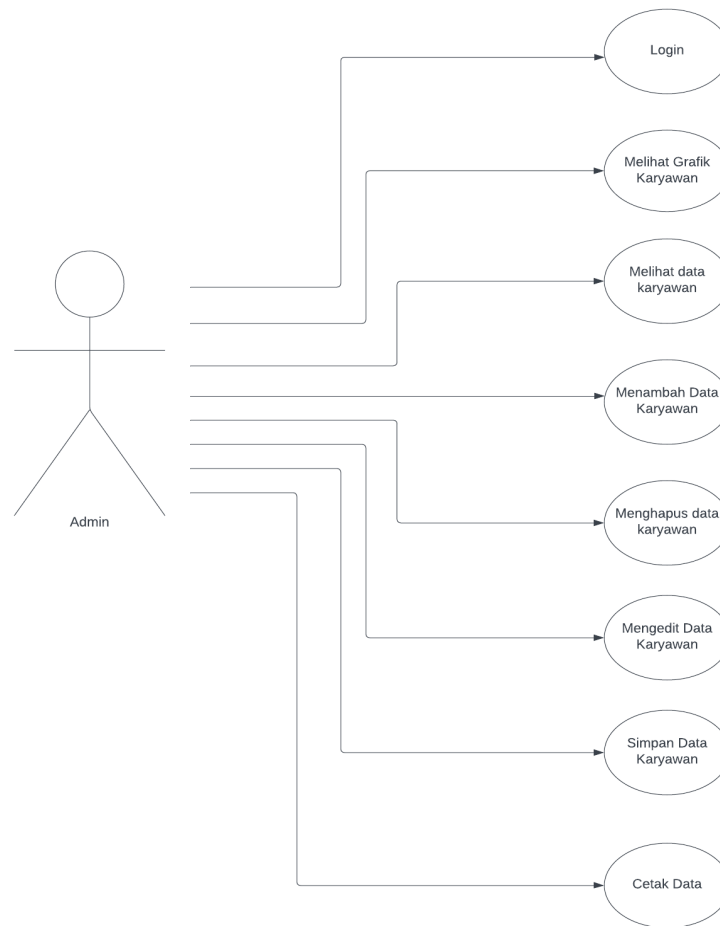 Login
Melihat Grafik
Karyawan
Melihat data
karyawan
Menambah Data
Karyawan
Menghapus data
karyawan
Admin
Mengedit Data
Karyawan
Simpan Data
Karyawan
Cetak Data